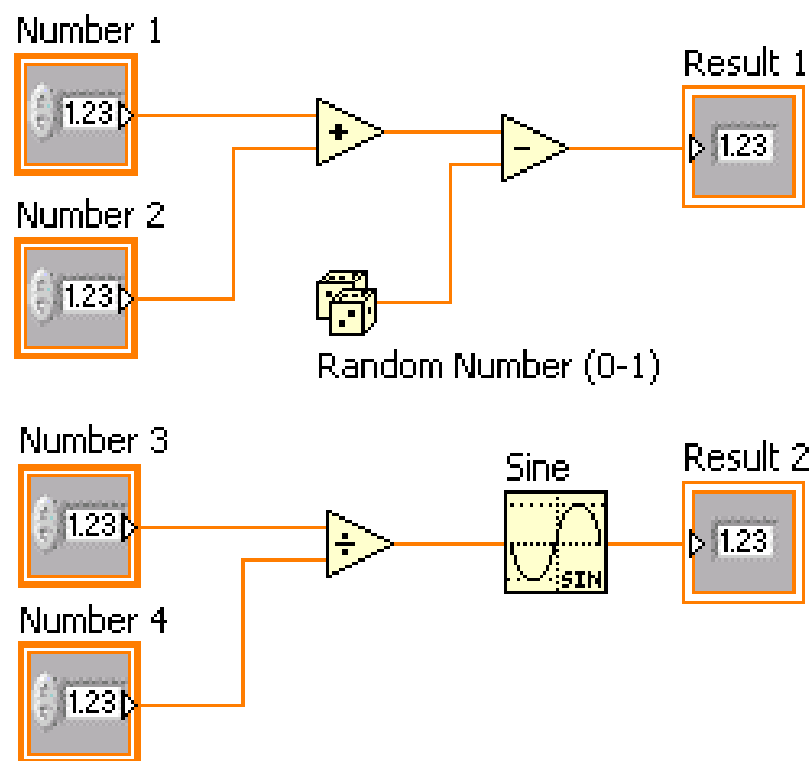 Number 1
1.23
Number 2
1.23
+
-
Result 1
1.23
Random Number (0-1)
Number 3
1.23
Number 4
1.23
÷
Sine
SIN
Result 2
1.23